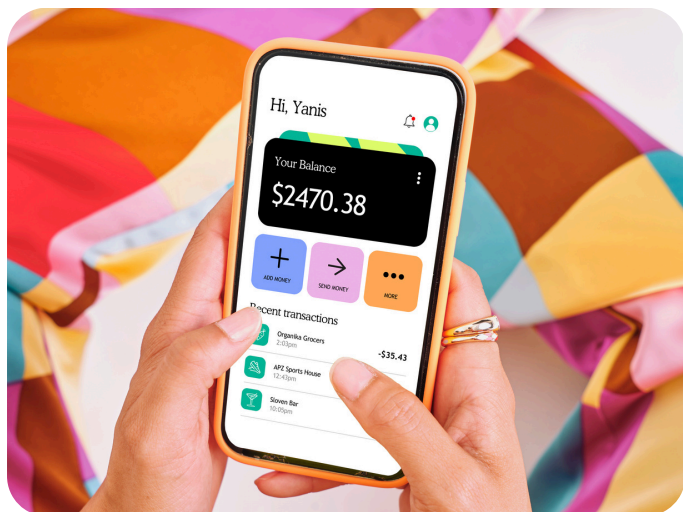 Hi, Yanis
Your Balance
$2470.38
ADD MONEY
SEND MONEY
MORE
Recent transactions
Organika Grocers
2:03pm
-$35.43
APZ Sports House
12:43pm
Sloven Bar
10:05pm